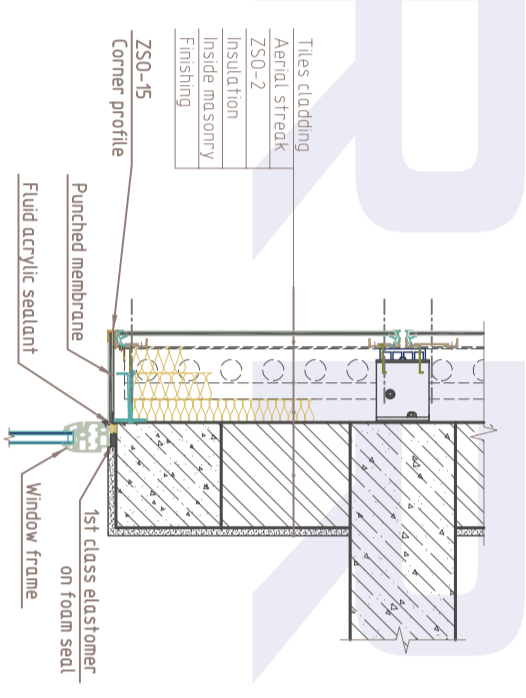 Tiles cladding
Aerial streak
ZSO-2
Insulation
Inside masonry
Finishing
ZSO-15
Corner profile
Punched membrane
Fluid acrylic sealant
1st class elastomer
on foam seal
Window frame